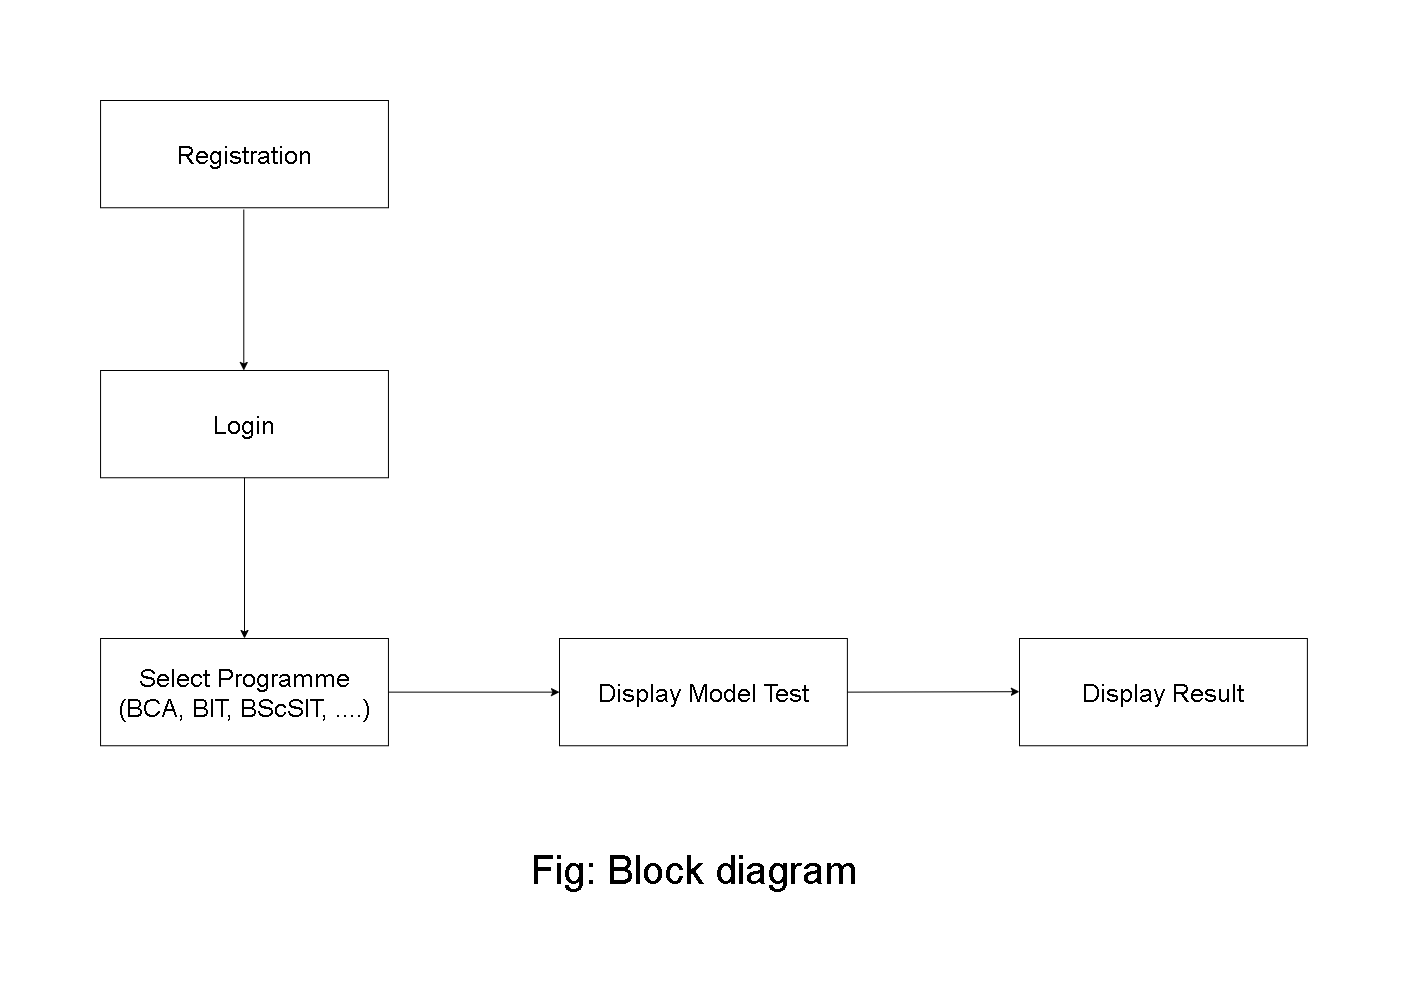 Registration
Login
Select Programme
(BCA, BIT, BScSIT, ....)
Display Model Test
Display Result
Fig: Block diagram